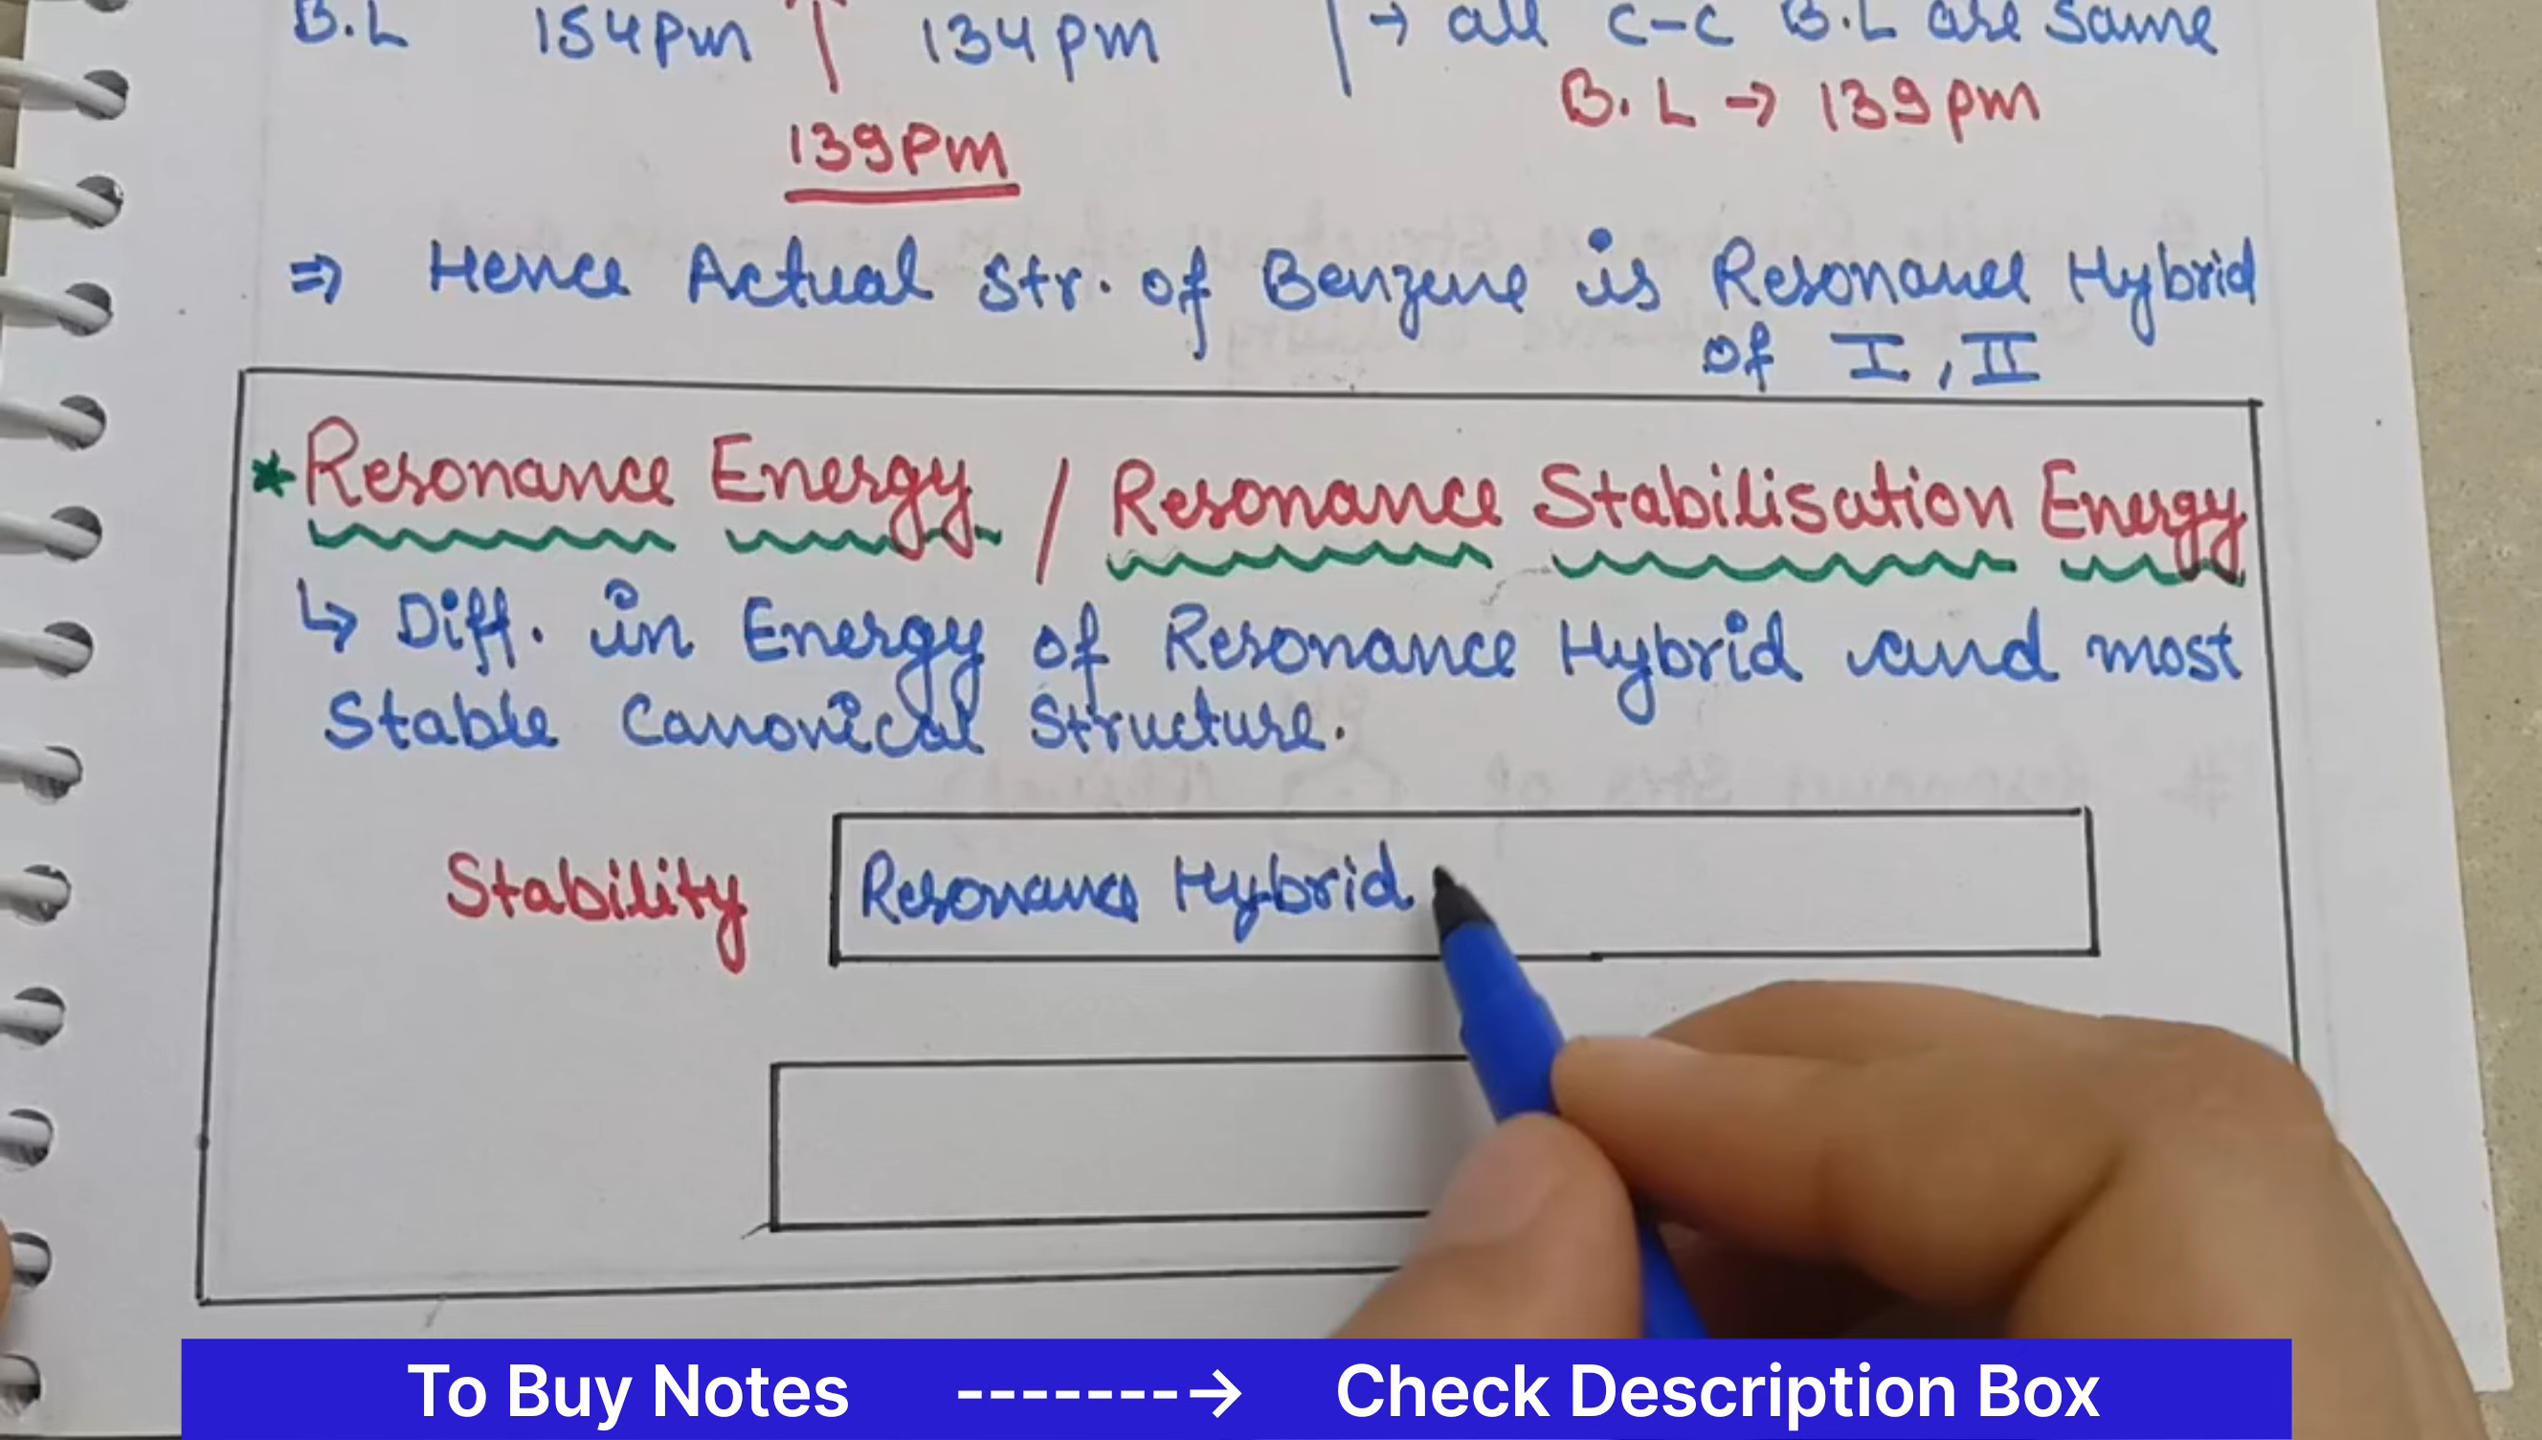 B.L 154pm 134pm → all C-C B.L are same
139Pm B.L → 139pm
⇒ Hence Actual Str. of Benzene is Resonance Hybrid
of I, II
* Resonance Energy / Resonance Stabilisation Energy
↳ Diff. in Energy of Resonance Hybrid and most
Stable Canonical Structure.
Stability Resonance Hybrid
To Buy Notes -------→ Check Description Box